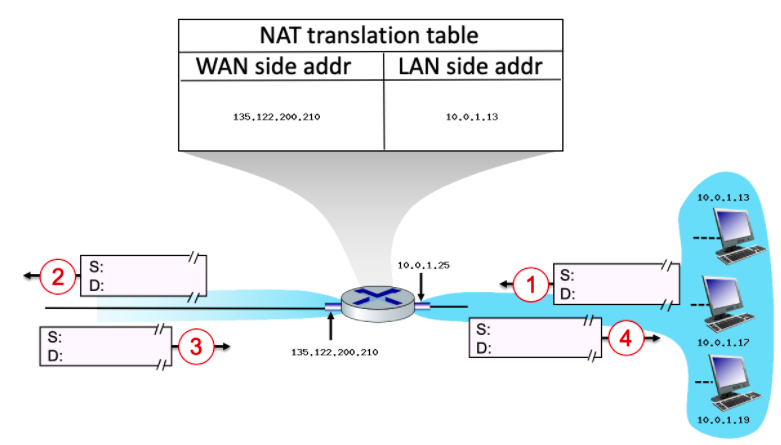 NAT translation table
WAN side addr
LAN side addr
135.122.200.210
10.0.1.13
10.0.1.13
2
S:
D:
10.0.1.25
1
S:
D:
S:
D:
3
135.122.200.210
S:
D:
4
10.0.1.17
10.0.1.19